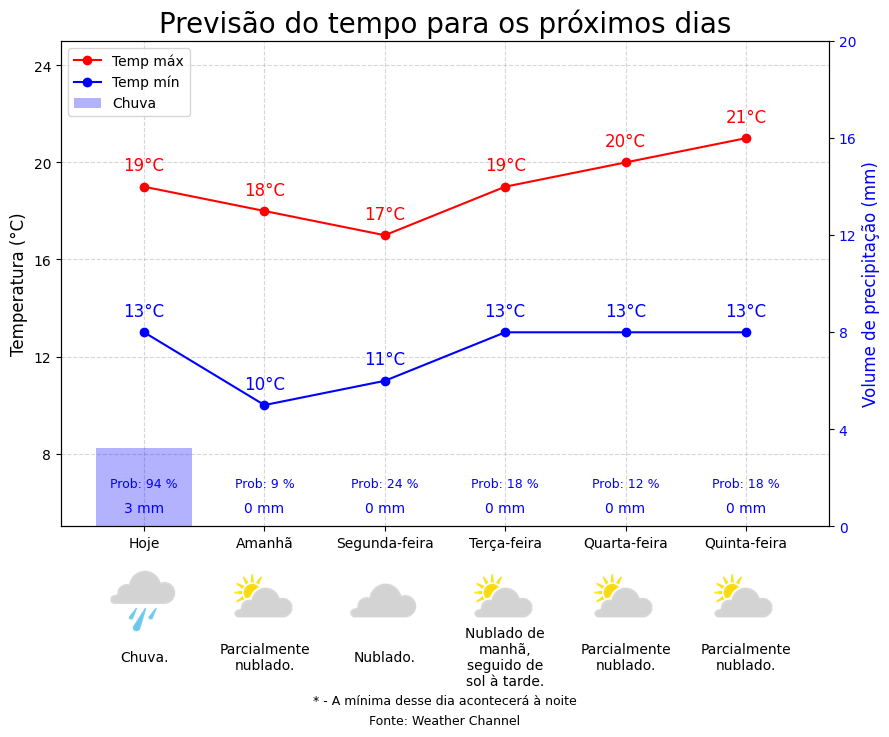 Previsão do tempo para os próximos dias
Temp máx
Temp mín
Chuva
Temperatura (°C)
24
20
16
12
8
Volume de precipitação (mm)
20
16
12
8
4
0
19°C
18°C
17°C
19°C
20°C
21°C
13°C
10°C
11°C
13°C
13°C
13°C
Prob: 94 %
Prob: 9 %
Prob: 24 %
Prob: 18 %
Prob: 12 %
Prob: 18 %
3 mm
0 mm
0 mm
0 mm
0 mm
0 mm
Hoje
Amanhã
Segunda-feira
Terça-feira
Quarta-feira
Quinta-feira
Chuva.
Parcialmente
nublado.
Nublado.
Nublado de
manhã,
seguido de
sol à tarde.
Parcialmente
nublado.
Parcialmente
nublado.
* - A mínima desse dia acontecerá à noite
Fonte: Weather Channel